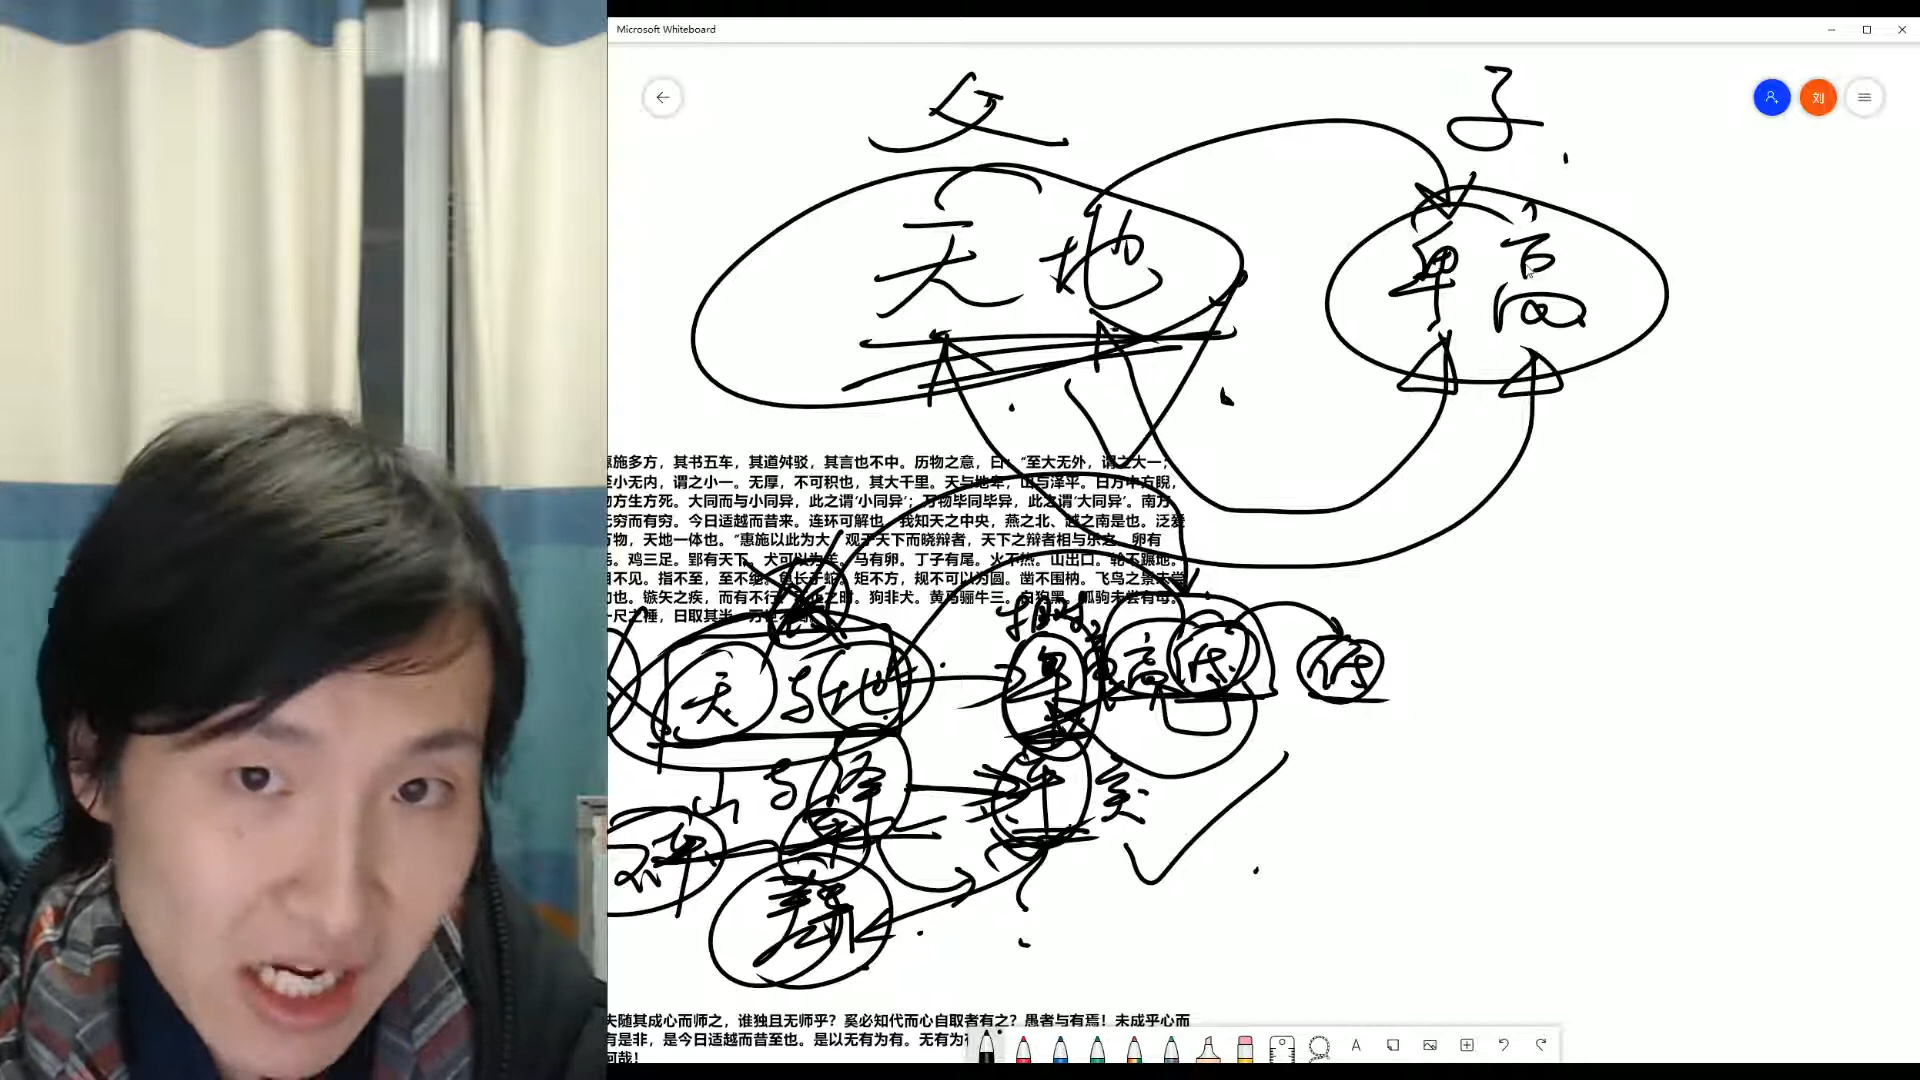 Microsoft Whiteboard
刘
父 子
天 地 卑 高
惠施多方，其书五车，其道舛驳，其言也不中。历物之意，曰：“至大无外，谓之大一；
至小无内，谓之小一。无厚，不可积也，其大千里。天与地卑，山与泽平。日方中方睨，
物方生方死。大同而与小同异，此之谓‘小同异’；万物毕同毕异，此之谓‘大同异’。南方
无穷而有穷。今日适越而昔来。连环可解也。我知天之中央，燕之北、越之南是也。泛爱
万物，天地一体也。”惠施以此为大，观于天下而晓辩者，天下之辩者相与乐之。卵有
毛。鸡三足。郢有天下。犬可以为羊。马有卵。丁子有尾。火不热。山出口。轮不蹍地。
目不见。指不至，至不绝。龟长于蛇。矩不方，规不可以为圆。凿不围枘。飞鸟之景未尝
动也。镞矢之疾，而有不行、不止之时。狗非犬。黄马骊牛三。白狗黑。孤驹未尝有母。
一尺之捶，日取其半，万世不
天 与 地 卑 高 低 低
山 与 泽 平
夫随其成心而师之，谁独且无师乎？奚必知代而心自取者有之？愚者与有焉！未成乎心而
有是非，是今日适越而昔至也。是以无有为有。无有为
何哉！
A